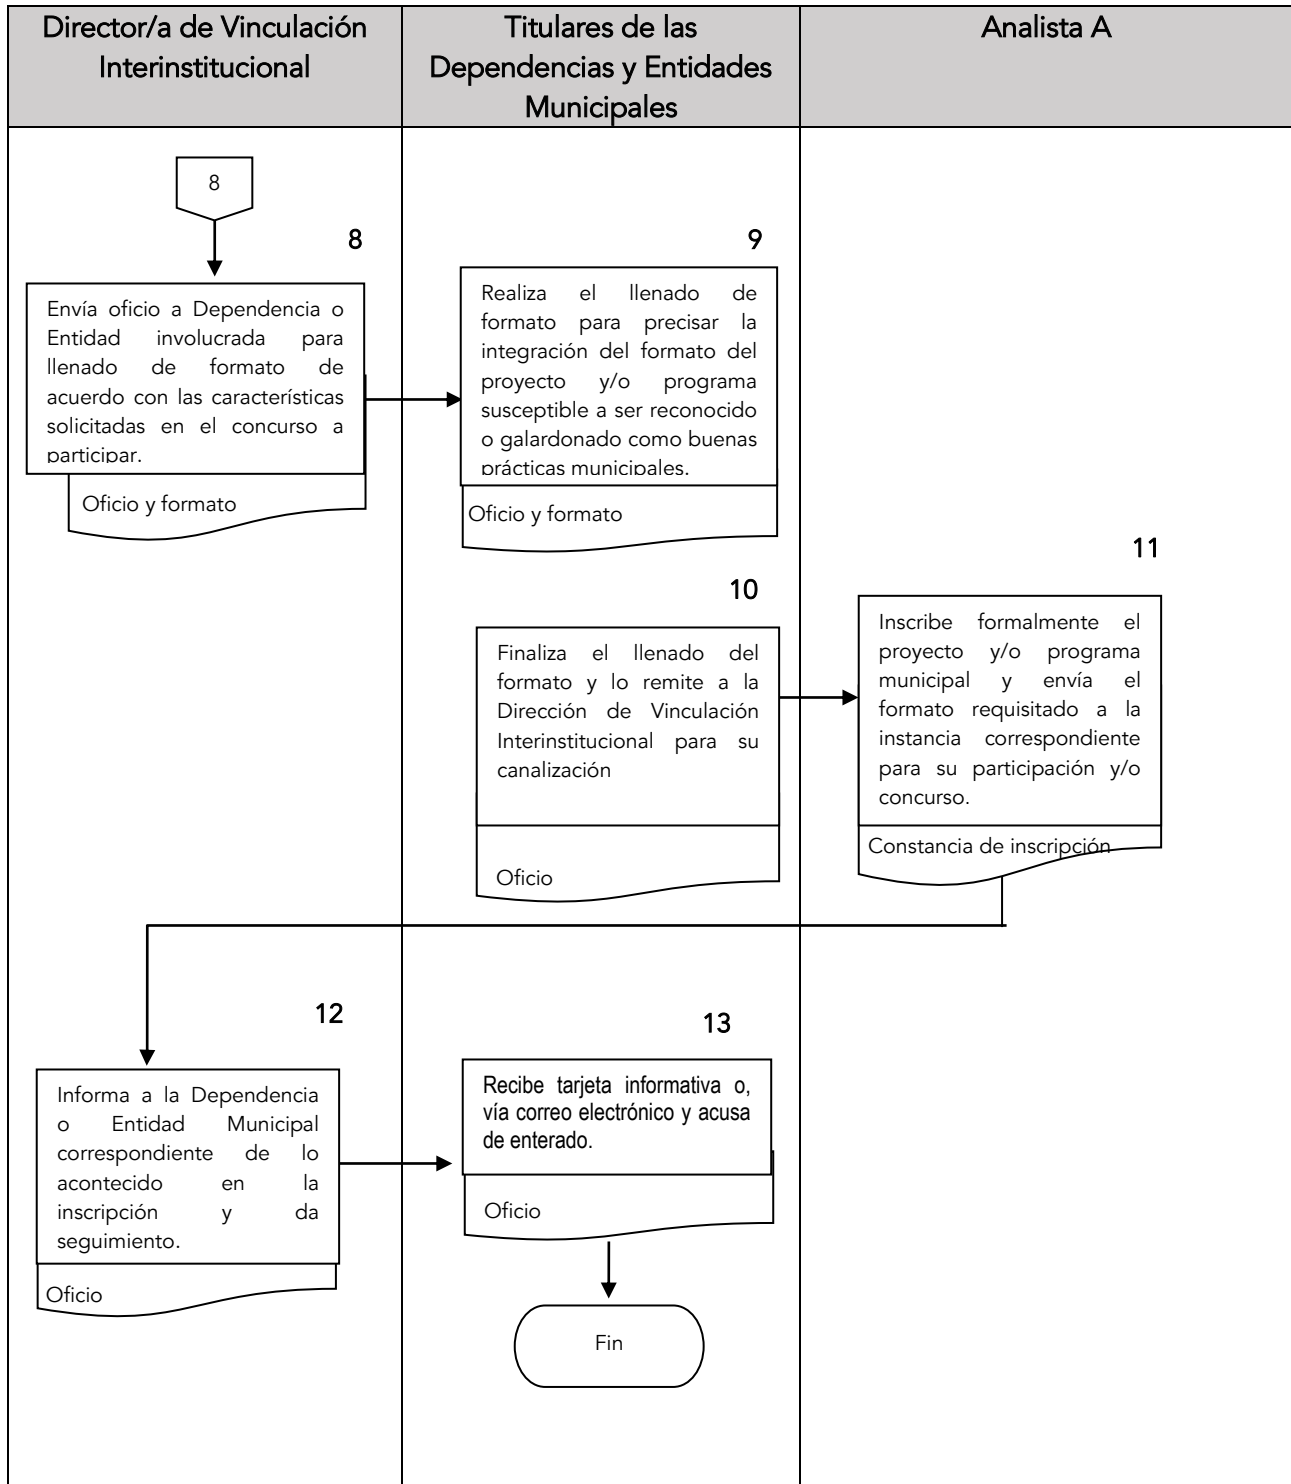 Director/a de Vinculación
Interinstitucional
Titulares de las
Dependencias y Entidades
Municipales
Analista A
8
8
Envía oficio a Dependencia o
Entidad involucrada para
llenado de formato de
acuerdo con las características
solicitadas en el concurso a
participar.
Oficio y formato
9
Realiza el llenado de
formato para precisar la
integración del formato del
proyecto y/o programa
susceptible a ser reconocido
o galardonado como buenas
prácticas municipales.
Oficio y formato
10
Finaliza el llenado del
formato y lo remite a la
Dirección de Vinculación
Interinstitucional para su
canalización
Oficio
11
Inscribe formalmente el
proyecto y/o programa
municipal y envía el
formato requisitado a la
instancia correspondiente
para su participación y/o
concurso.
Constancia de inscripción
12
Informa a la Dependencia
o Entidad Municipal
correspondiente de lo
acontecido en la
inscripción y da
seguimiento.
Oficio
13
Recibe tarjeta informativa o,
vía correo electrónico y acusa
de enterado.
Oficio
Fin